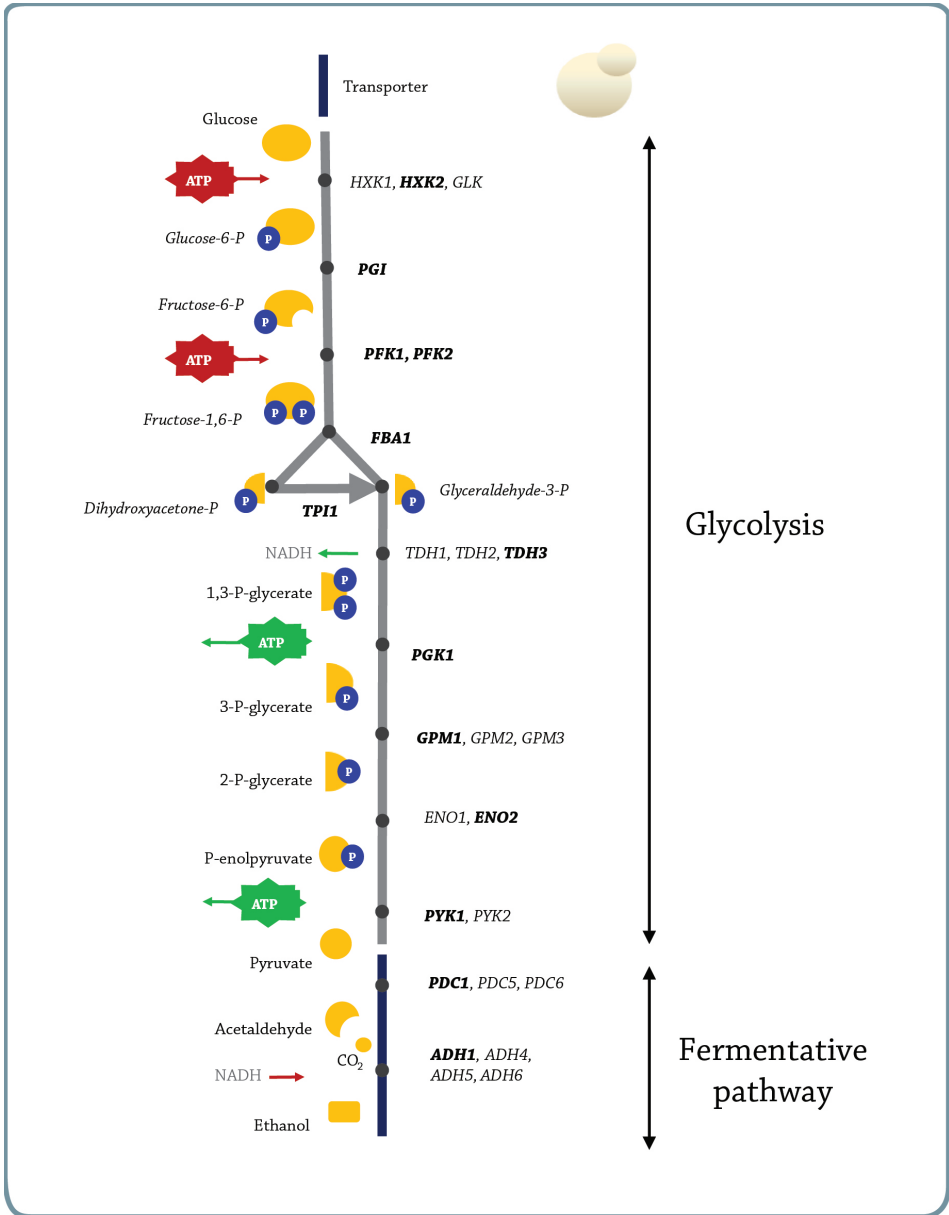 Transporter
Glucose
ATP
HXK1, HXK2, GLK
Glucose-6-P
P
PGI
Fructose-6-P
P
ATP
PFK1, PFK2
Fructose-1,6-P
P P
FBA1
Dihydroxyacetone-P
P
TPI1
P
Glyceraldehyde-3-P
Glycolysis
NADH
TDH1, TDH2, TDH3
1,3-P-glycerate
P
P
ATP
PGK1
3-P-glycerate
P
GPM1, GPM2, GPM3
2-P-glycerate
P
ENO1, ENO2
P-enolpyruvate
P
ATP
PYK1, PYK2
Pyruvate
PDC1, PDC5, PDC6
Acetaldehyde
CO2
ADH1, ADH4,
ADH5, ADH6
NADH
Ethanol
Fermentative
pathway